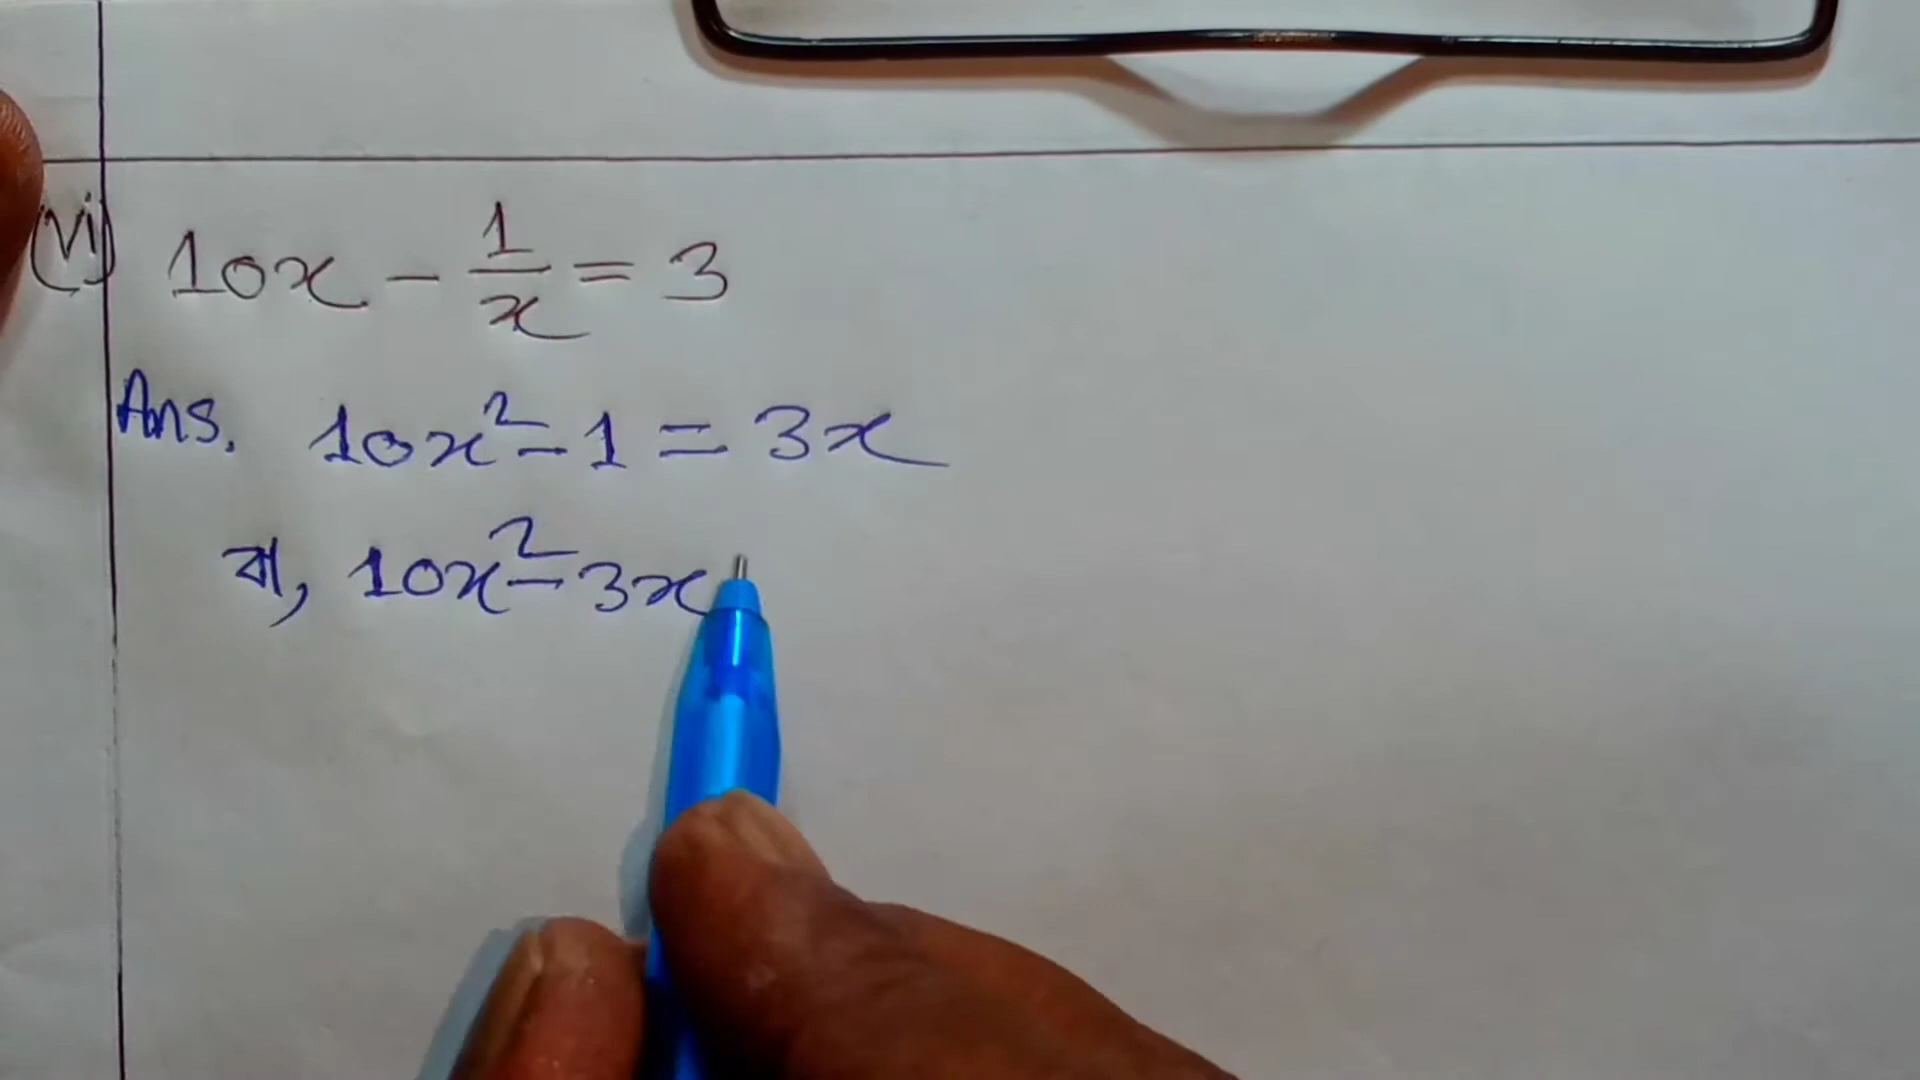 (vi) 10x - 1/x = 3
Ans. 10x² - 1 = 3x
বা, 10x² - 3x